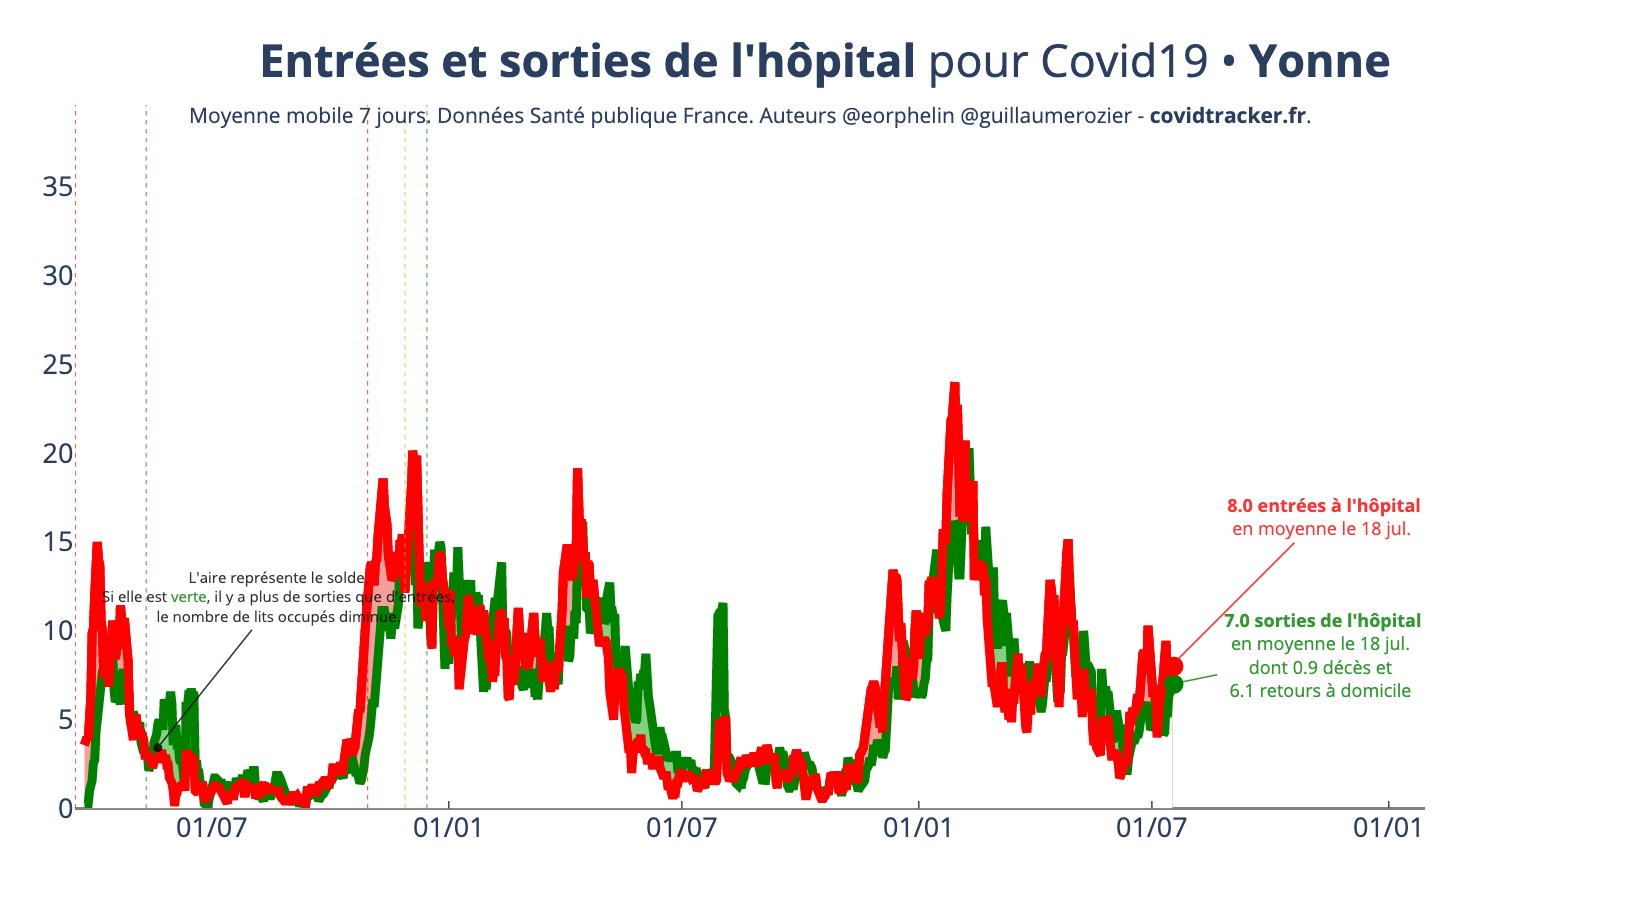 Entrées et sorties de l'hôpital pour Covid19 • Yonne
Moyenne mobile 7 jours. Données Santé publique France. Auteurs @eorphelin @guillaumerozier - covidtracker.fr.
35
30
25
20
15
10
5
0
L'aire représente le solde.
Si elle est verte, il y a plus de sorties que d'entrées,
le nombre de lits occupés diminue.
8.0 entrées à l'hôpital
en moyenne le 18 jul.
7.0 sorties de l'hôpital
en moyenne le 18 jul.
dont 0.9 décès et
6.1 retours à domicile
01/07
01/01
01/07
01/01
01/07
01/01